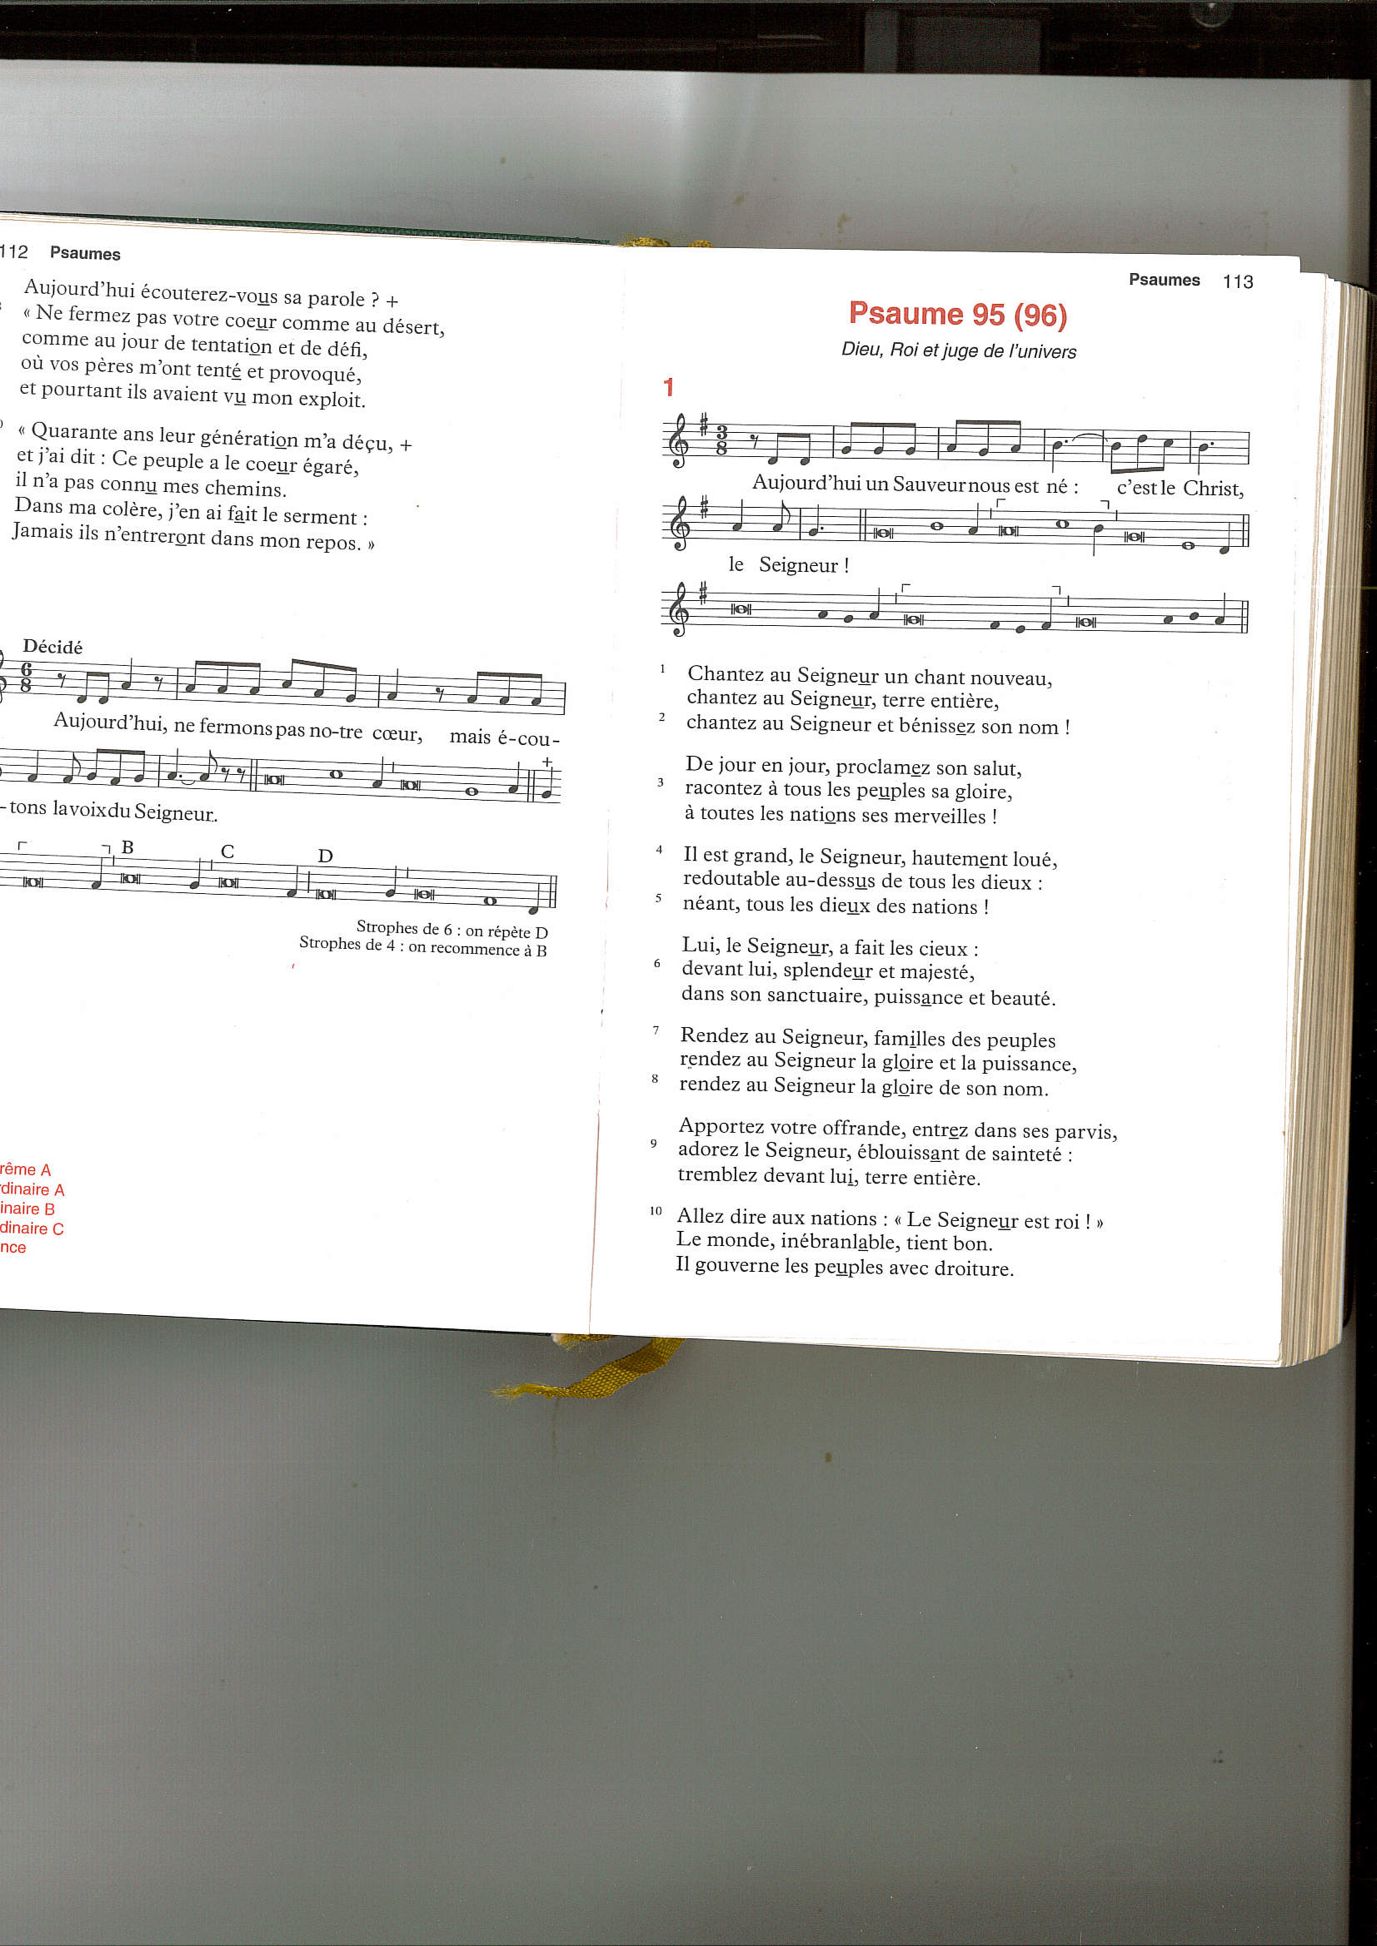 112 Psaumes
Aujourd'hui écouterez-vous sa parole ? +
« Ne fermez pas votre coeur comme au désert,
comme au jour de tentation et de défi,
où vos pères m'ont tenté et provoqué,
et pourtant ils avaient vu mon exploit.
« Quarante ans leur génération m'a déçu, +
et j'ai dit : Ce peuple a le coeur égaré,
il n'a pas connu mes chemins.
Dans ma colère, j'en ai fait le serment :
Jamais ils n'entreront dans mon repos. »
Décidé
6
8
Aujourd'hui, ne fermons pas no-tre cœur, mais é-cou-
-tons la voix du Seigneur.
+
B C D
Strophes de 6 : on répète D
Strophes de 4 : on recommence à B
rême A
dinaire A
inaire B
dinaire C
nce
Psaumes 113
Psaume 95 (96)
Dieu, Roi et juge de l'univers
1
3
8
Aujourd'hui un Sauveur nous est né : c'est le Christ,
le Seigneur !
1 Chantez au Seigneur un chant nouveau,
chantez au Seigneur, terre entière,
2 chantez au Seigneur et bénissez son nom !
De jour en jour, proclamez son salut,
3 racontez à tous les peuples sa gloire,
à toutes les nations ses merveilles !
4 Il est grand, le Seigneur, hautement loué,
redoutable au-dessus de tous les dieux :
5 néant, tous les dieux des nations !
Lui, le Seigneur, a fait les cieux :
6 devant lui, splendeur et majesté,
dans son sanctuaire, puissance et beauté.
7 Rendez au Seigneur, familles des peuples
rendez au Seigneur la gloire et la puissance,
8 rendez au Seigneur la gloire de son nom.
Apportez votre offrande, entrez dans ses parvis,
9 adorez le Seigneur, éblouissant de sainteté :
tremblez devant lui, terre entière.
10 Allez dire aux nations : « Le Seigneur est roi ! »
Le monde, inébranlable, tient bon.
Il gouverne les peuples avec droiture.